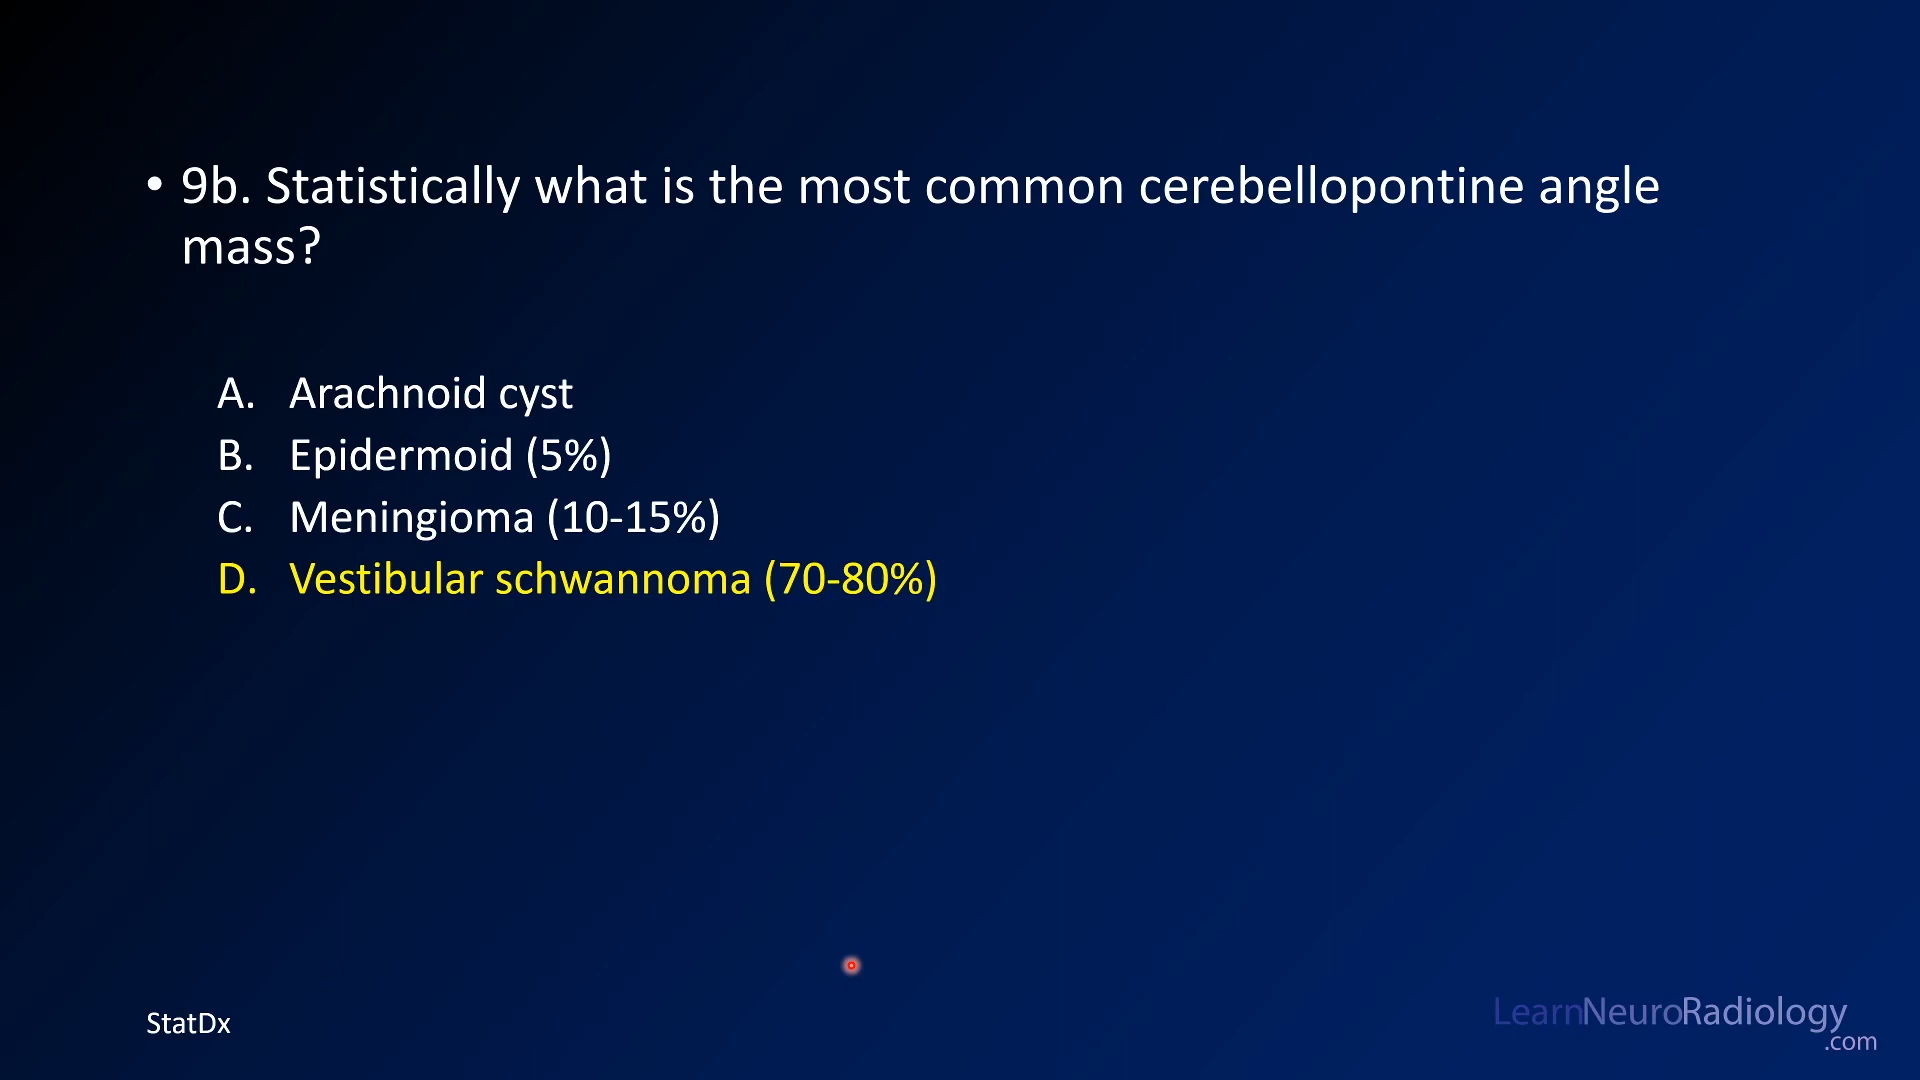 • 9b. Statistically what is the most common cerebellopontine angle
mass?
A. Arachnoid cyst
B. Epidermoid (5%)
C. Meningioma (10-15%)
D. Vestibular schwannoma (70-80%)
StatDx
LearnNeuroRadiology
.com